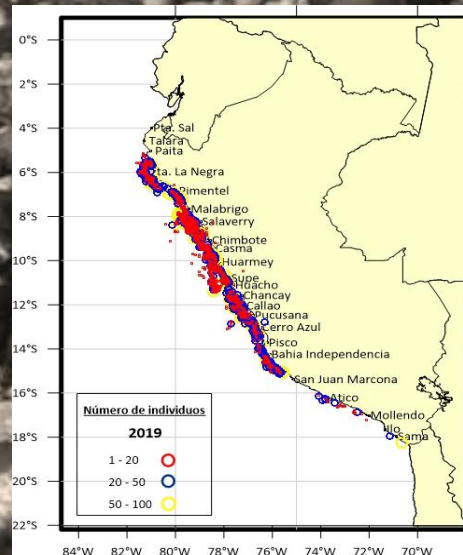 0°S
2°S
4°S
6°S
8°S
10°S
12°S
14°S
16°S
18°S
20°S
22°S
84°W
82°W
80°W
78°W
76°W
74°W
72°W
70°W
68°W
Pta. Sal
Talara
Paita
ta. La Negra
Pimentel
Malabrigo
Salaverry
Chimbote
Casma
Huarmey
Supe
Huacho
Chancay
Callao
Pucusana
Cerro Azul
Pisco
Bahia Independencia
San Juan Marcona
Atico
Mollendo
Ilo
Sama
Número de individuos
2019
1 - 20
20 - 50
50 - 100